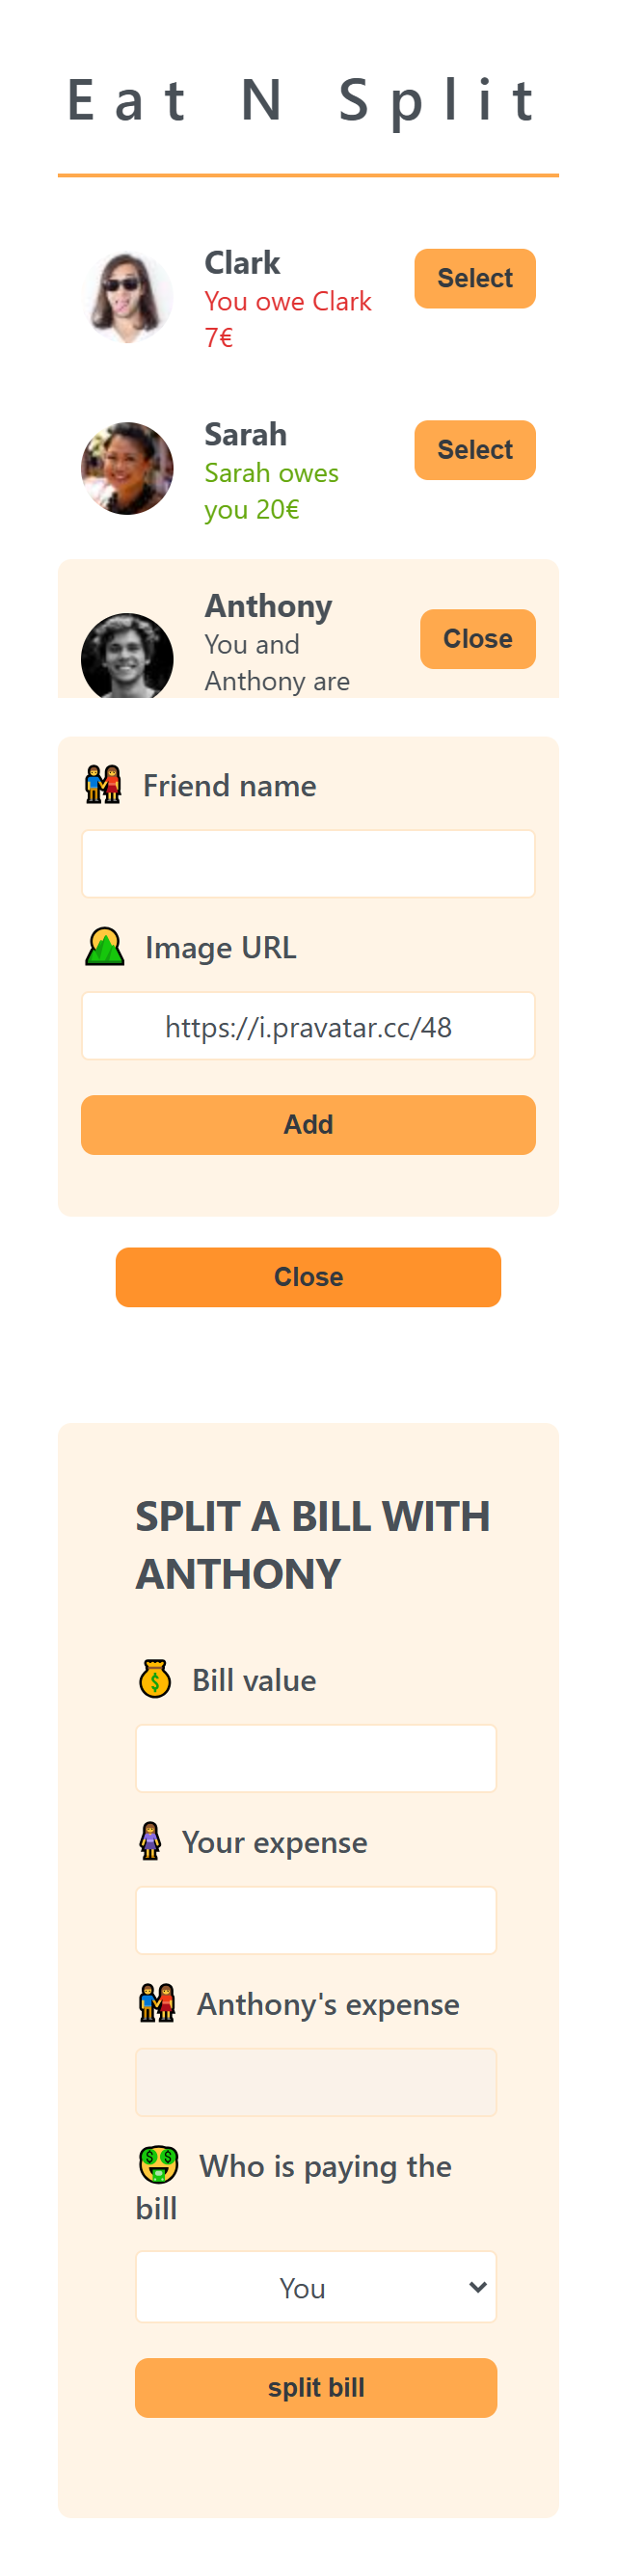 Eat N Split
Clark
Select
You owe Clark
7€
Sarah
Select
Sarah owes
you 20€
Anthony
Close
You and
Anthony are
Friend name
Image URL
https://i.pravatar.cc/48
Add
Close
SPLIT A BILL WITH
ANTHONY
Bill value
Your expense
Anthony's expense
Who is paying the
bill
You
split bill